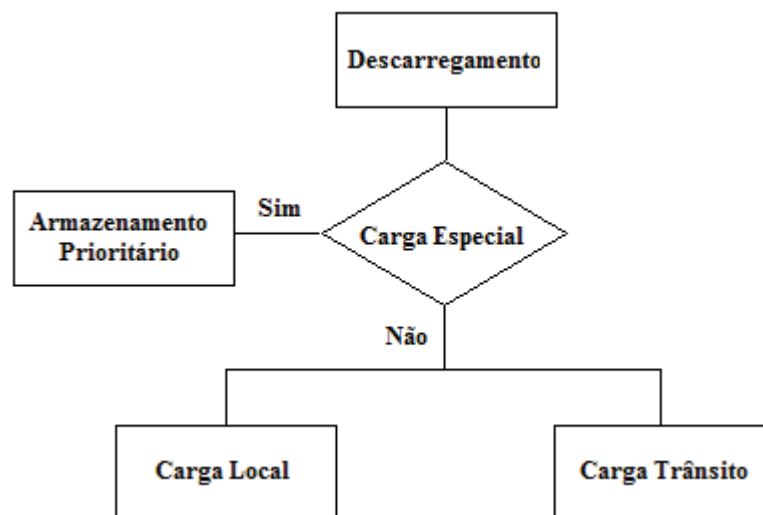 Descarregamento
Sim
Armazenamento
Prioritário
Carga Especial
Não
Carga Local
Carga Trânsito